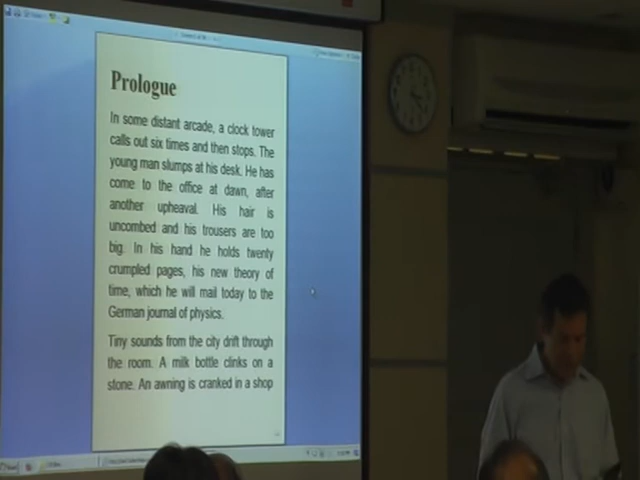 Prologue
In some distant arcade, a clock tower
calls out six times and then stops. The
young man slumps at his desk. He has
come to the office at dawn, after
another upheaval. His hair is
uncombed and his trousers are too
big. In his hand he holds twenty
crumpled pages, his new theory of
time, which he will mail today to the
German journal of physics.
Tiny sounds from the city drift through
the room. A milk bottle clinks on a
stone. An awning is cranked in a shop